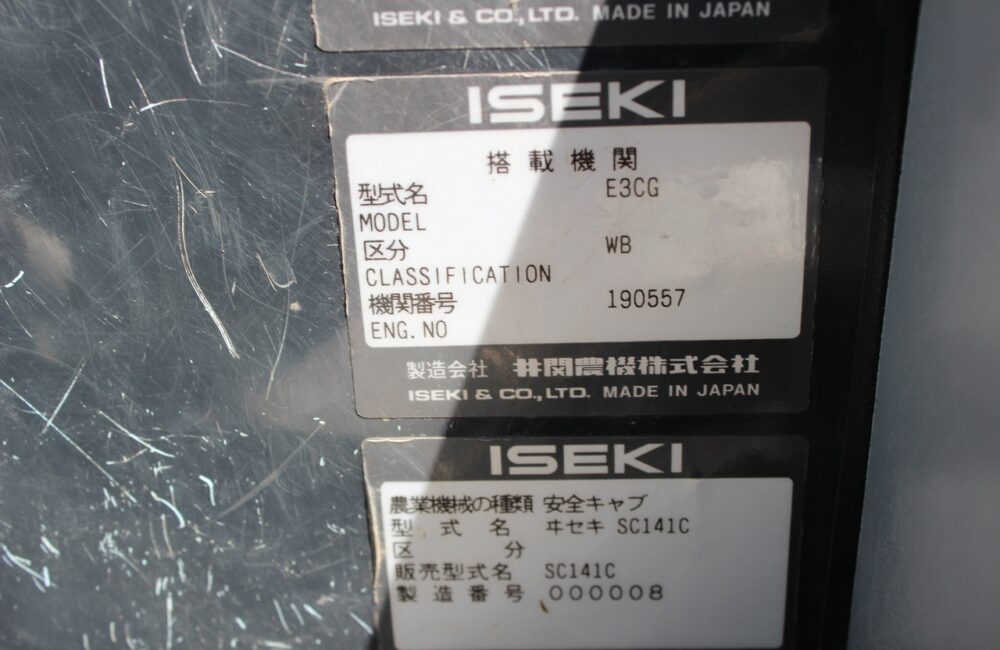 ISEKI & CO., LTD. MADE IN JAPAN
ISEKI
搭載機関
型式名 E3CG
MODEL
区分 WB
CLASSIFICATION
機関番号 190557
ENG. NO
製造会社 井関農機株式会社
ISEKI & CO., LTD. MADE IN JAPAN
ISEKI
農業機械の種類 安全キャブ
型式名 ヰセキ SC141C
区分
販売型式名 SC141C
製造番号 000008